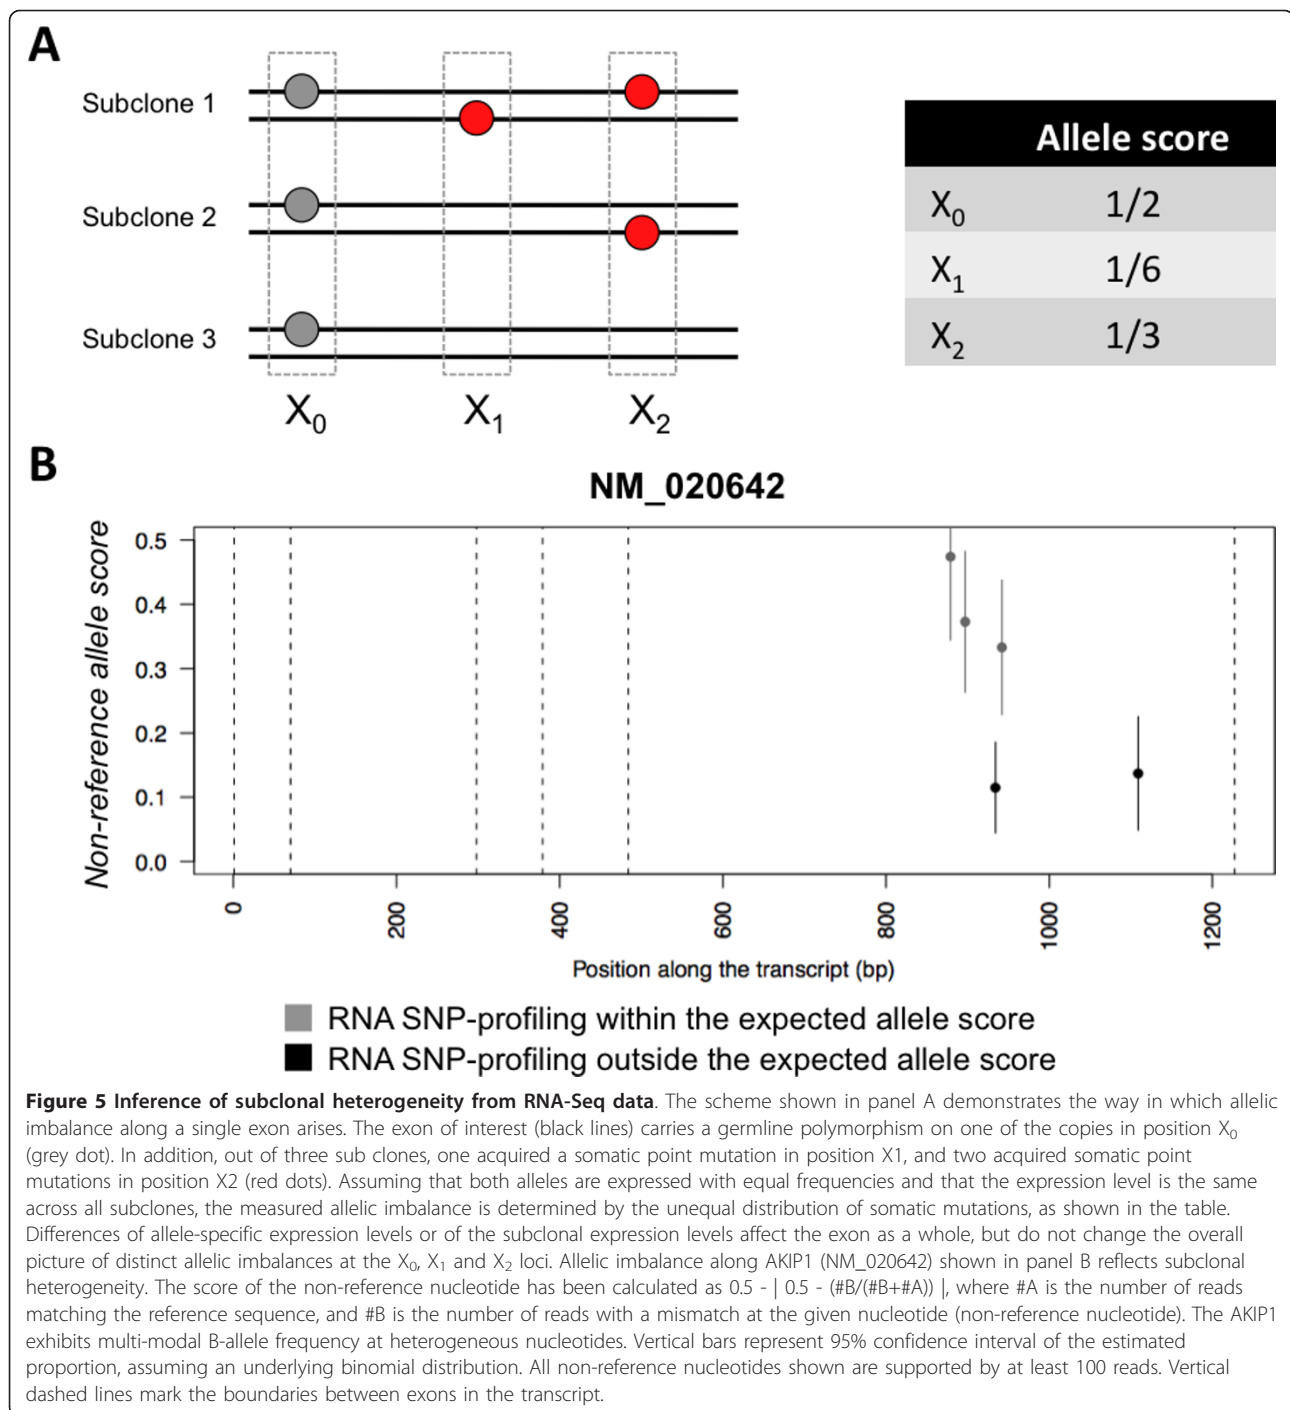 A
Subclone 1
Subclone 2
Subclone 3
X0
X1
X2
Allele score
X0 1/2
X1 1/6
X2 1/3
B
NM_020642
Non-reference allele score
0.5
0.4
0.3
0.2
0.1
0.0
0
200
400
600
800
1000
1200
Position along the transcript (bp)
RNA SNP-profiling within the expected allele score
RNA SNP-profiling outside the expected allele score
Figure 5 Inference of subclonal heterogeneity from RNA-Seq data. The scheme shown in panel A demonstrates the way in which allelic
imbalance along a single exon arises. The exon of interest (black lines) carries a germline polymorphism on one of the copies in position X0
(grey dot). In addition, out of three sub clones, one acquired a somatic point mutation in position X1, and two acquired somatic point
mutations in position X2 (red dots). Assuming that both alleles are expressed with equal frequencies and that the expression level is the same
across all subclones, the measured allelic imbalance is determined by the unequal distribution of somatic mutations, as shown in the table.
Differences of allele-specific expression levels or of the subclonal expression levels affect the exon as a whole, but do not change the overall
picture of distinct allelic imbalances at the X0, X1 and X2 loci. Allelic imbalance along AKIP1 (NM_020642) shown in panel B reflects subclonal
heterogeneity. The score of the non-reference nucleotide has been calculated as 0.5 - | 0.5 - (#B/(#B+#A)) |, where #A is the number of reads
matching the reference sequence, and #B is the number of reads with a mismatch at the given nucleotide (non-reference nucleotide). The AKIP1
exhibits multi-modal B-allele frequency at heterogeneous nucleotides. Vertical bars represent 95% confidence interval of the estimated
proportion, assuming an underlying binomial distribution. All non-reference nucleotides shown are supported by at least 100 reads. Vertical
dashed lines mark the boundaries between exons in the transcript.